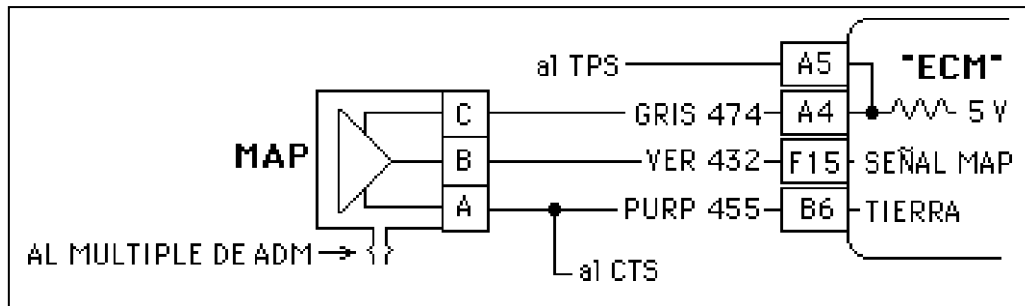 al TPS
A5
"ECM"
C
GRIS 474
A4
5 V
MAP
B
VER 432
F15
SEÑAL MAP
A
PURP 455
B6
TIERRA
AL MULTIPLE DE ADM
al CTS